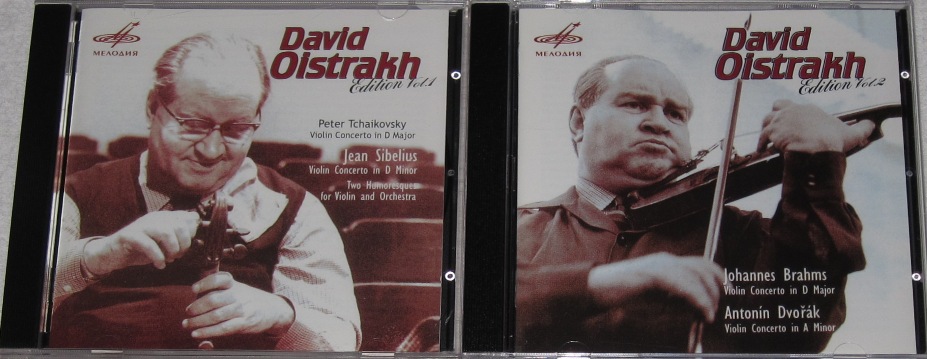 МЕЛОДИЯ
David
Oistrakh
Edition Vol.1
Peter Tchaikovsky
Violin Concerto in D Major
Jean Sibelius
Violin Concerto in D Minor
Two Humoresques
for Violin and Orchestra
МЕЛОДИЯ
David
Oistrakh
Edition Vol.2
Johannes Brahms
Violin Concerto in D Major
Antonín Dvořák
Violin Concerto in A Minor